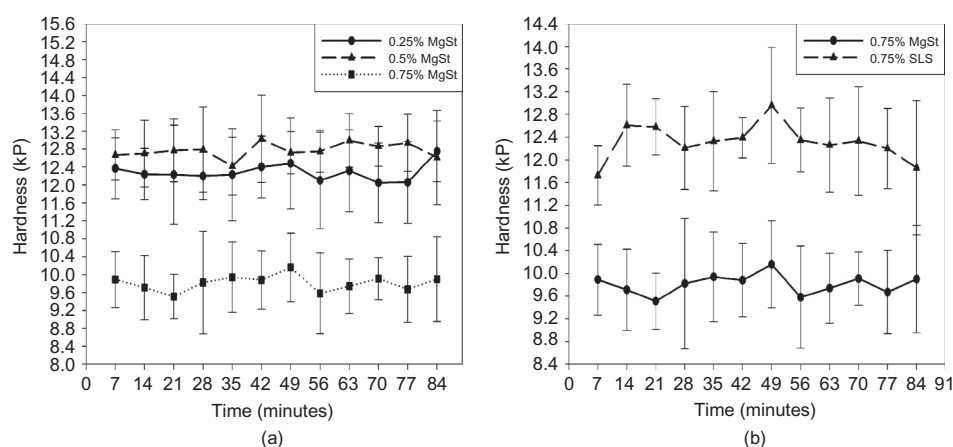 15.6
15.2
14.8
14.4
14.0
13.6
13.2
12.8
12.4
12.0
11.6
11.2
10.8
10.4
10.0
9.6
9.2
8.8
8.4
8.0
Hardness (kP)
0.25% MgSt
0.5% MgSt
0.75% MgSt
0 7 14 21 28 35 42 49 56 63 70 77 84
Time (minutes)
(a)
14.4
14.0
13.6
13.2
12.8
12.4
12.0
11.6
11.2
10.8
10.4
10.0
9.6
9.2
8.8
8.4
Hardness (kP)
0.75% MgSt
0.75% SLS
0 7 14 21 28 35 42 49 56 63 70 77 84 91
Time (minutes)
(b)